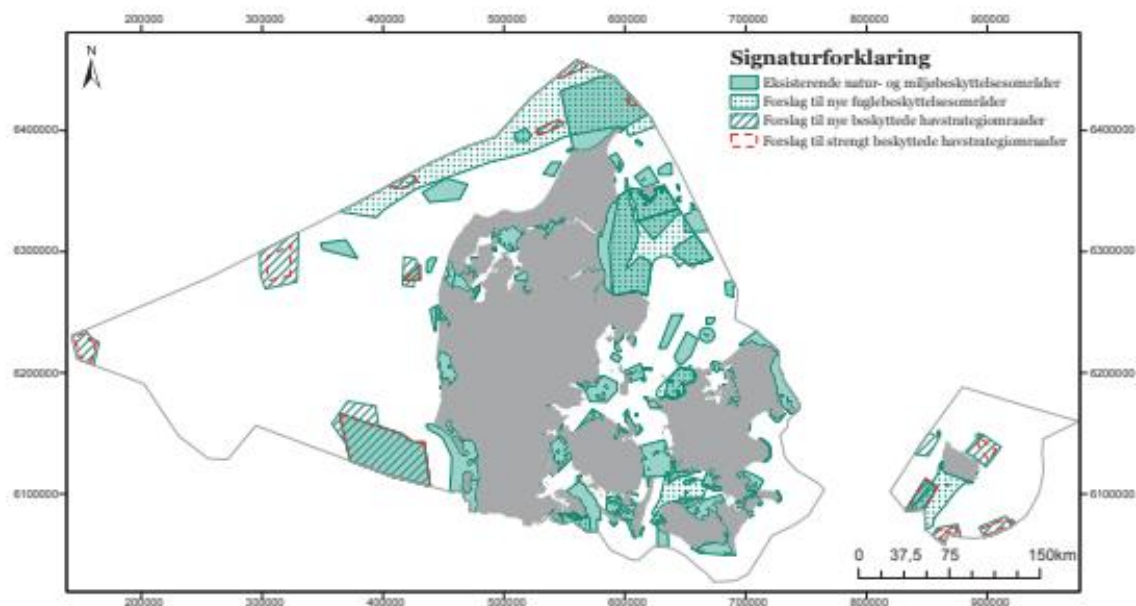 200000 300000 400000 500000 600000 700000 800000 900000
N
Signaturforklaring
Eksisterende natur- og miljøbeskyttelsesområder
Forslag til nye fuglebeskyttelsesområder
Forslag til nye beskyttede havstrategiomraader
Forslag til strengt beskyttede havstrategiomraader
6400000 6400000
6300000 6300000
6200000 6200000
6100000 6100000
0 37,5 75 150km
200000 300000 400000 500000 600000 700000 800000 900000